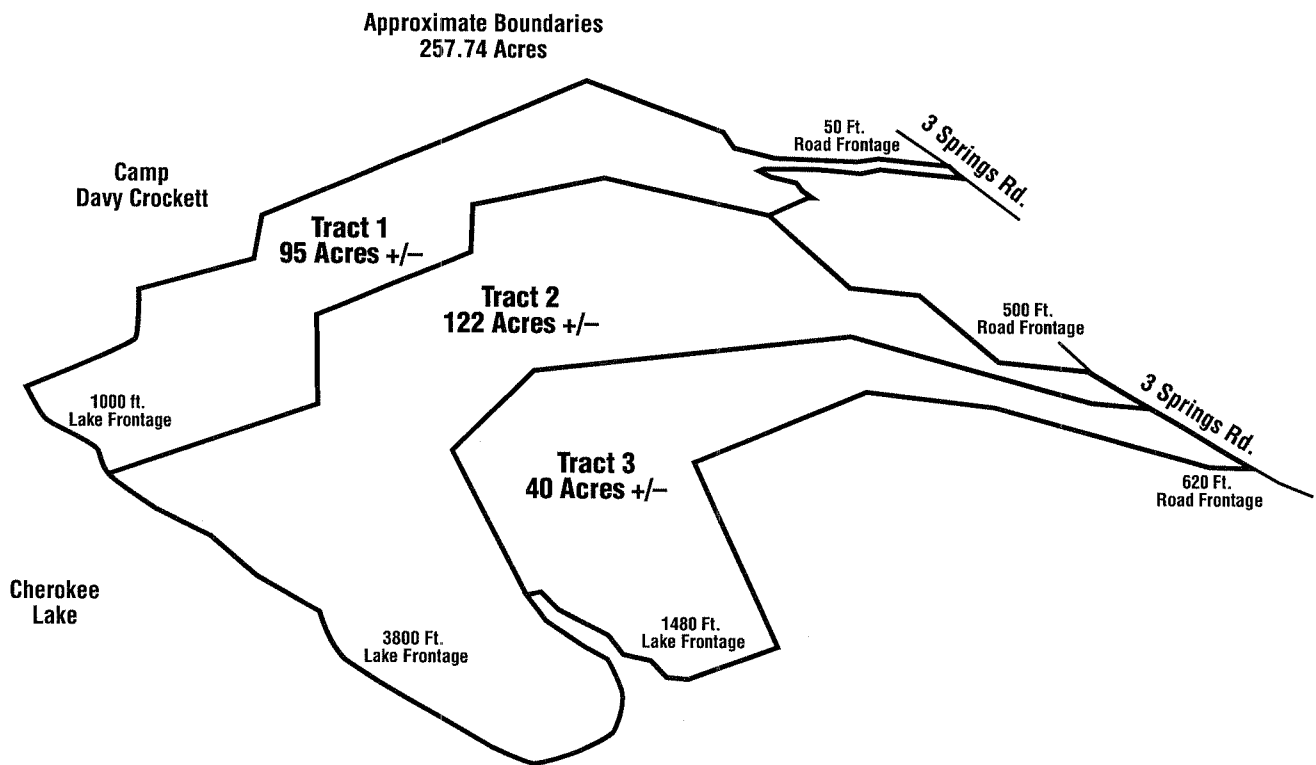 Approximate Boundaries
257.74 Acres
50 Ft.
Road Frontage
3 Springs Rd.
Camp
Davy Crockett
Tract 1
95 Acres +/–
Tract 2
122 Acres +/–
500 Ft.
Road Frontage
3 Springs Rd.
1000 ft.
Lake Frontage
Tract 3
40 Acres +/–
620 Ft.
Road Frontage
Cherokee
Lake
3800 Ft.
Lake Frontage
1480 Ft.
Lake Frontage